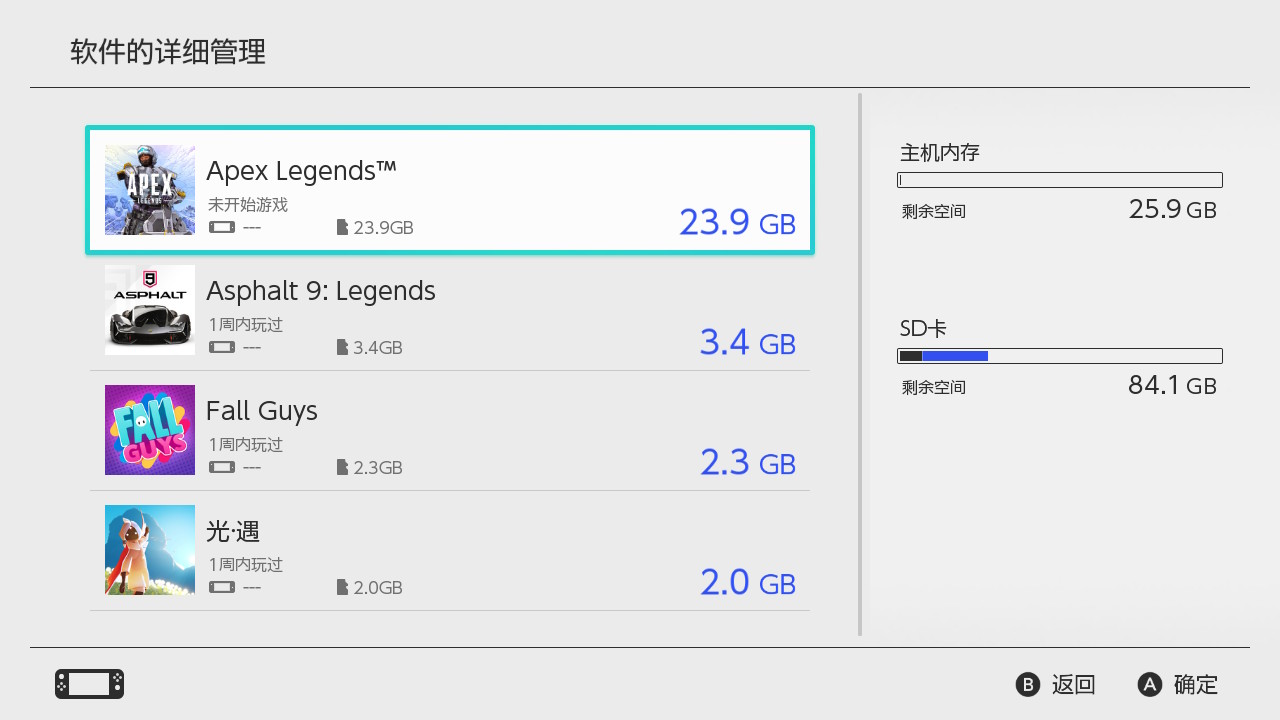 软件的详细管理
APEX
LEGENDS
Apex Legends™
未开始游戏
--- 23.9GB
23.9 GB
9
ASPHALT
Asphalt 9: Legends
1周内玩过
--- 3.4GB
3.4 GB
FALL
GUYS
Fall Guys
1周内玩过
--- 2.3GB
2.3 GB
光·遇
1周内玩过
--- 2.0GB
2.0 GB
主机内存
剩余空间 25.9 GB
SD卡
剩余空间 84.1 GB
B 返回 A 确定